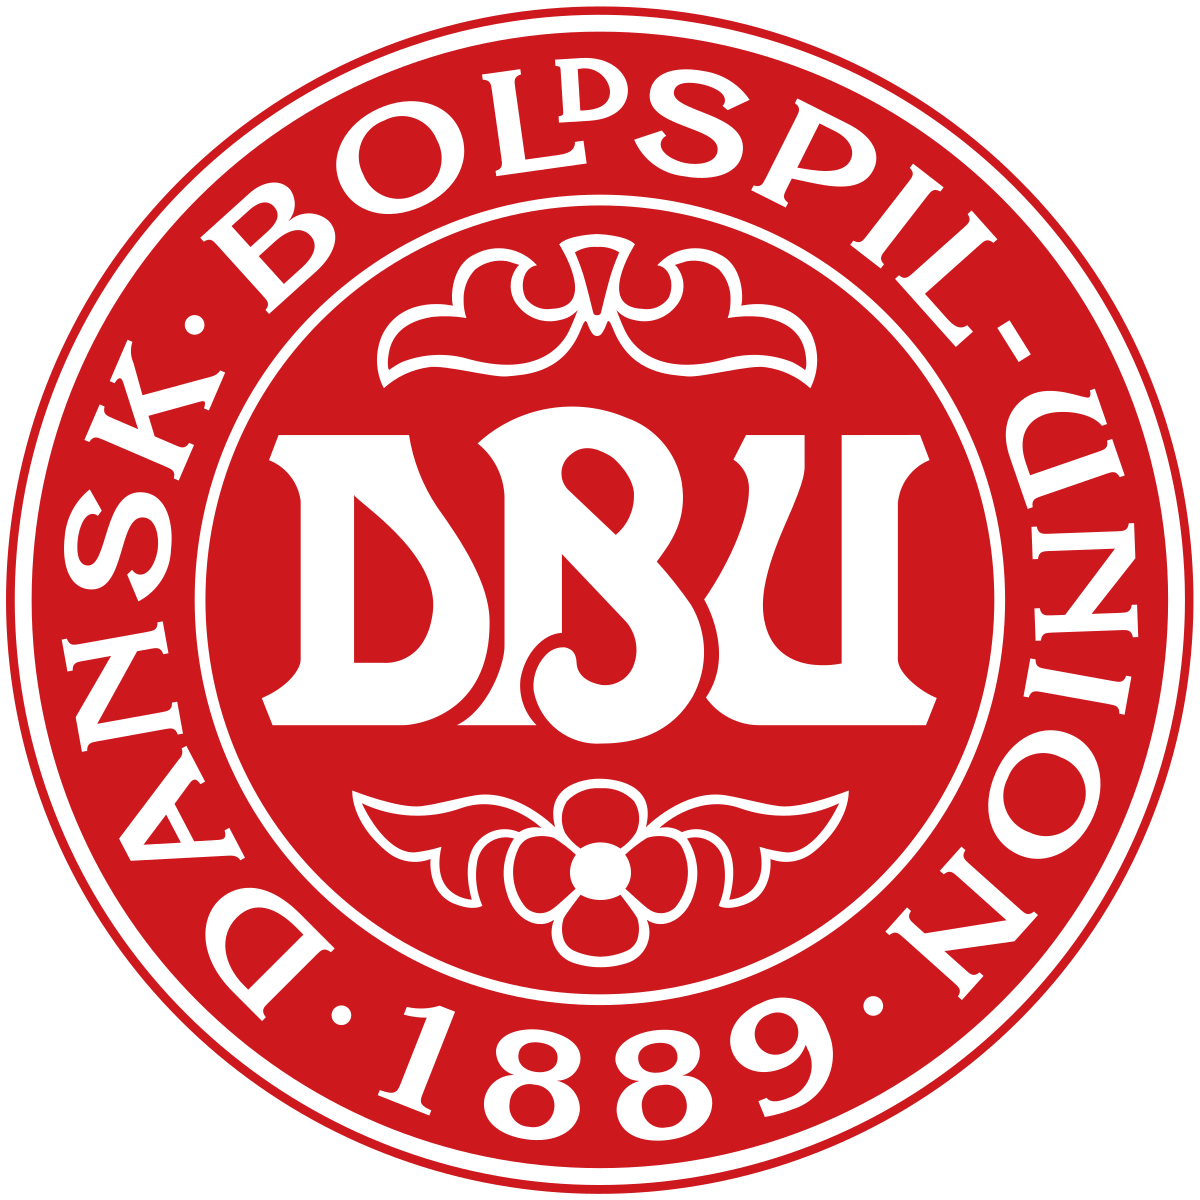 DANSK · BOLDSPIL-UNION · 1889 ·
DBU